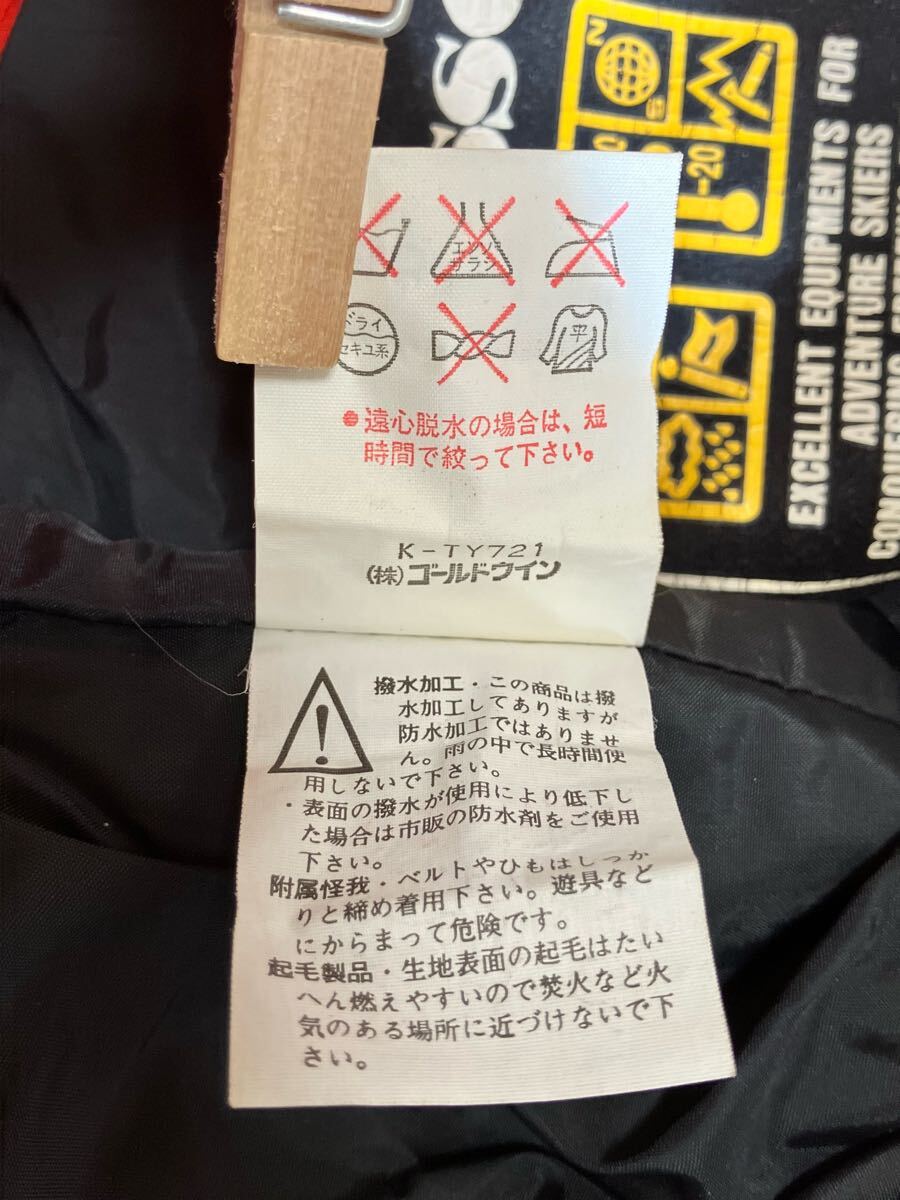 エンソ
サラシ
ドライ
セキユ系
平
●遠心脱水の場合は、短
時間で絞って下さい。
K-TY721
(株)ゴールドウイン
撥水加工・この商品は撥
水加工してありますが
防水加工ではありませ
ん。雨の中で長時間使
用しないで下さい。
・表面の撥水が使用により低下し
た場合は市販の防水剤をご使用
下さい。
附属怪我・ベルトやひもはしっか
りと締め着用下さい。遊具など
にからまって危険です。
起毛製品・生地表面の起毛はたい
へん燃えやすいので焚火など火
気のある場所に近づけないで下
さい。
N
S
-20
EXCELLENT EQUIPMENTS FOR
ADVENTURE SKIERS
CONQUERING